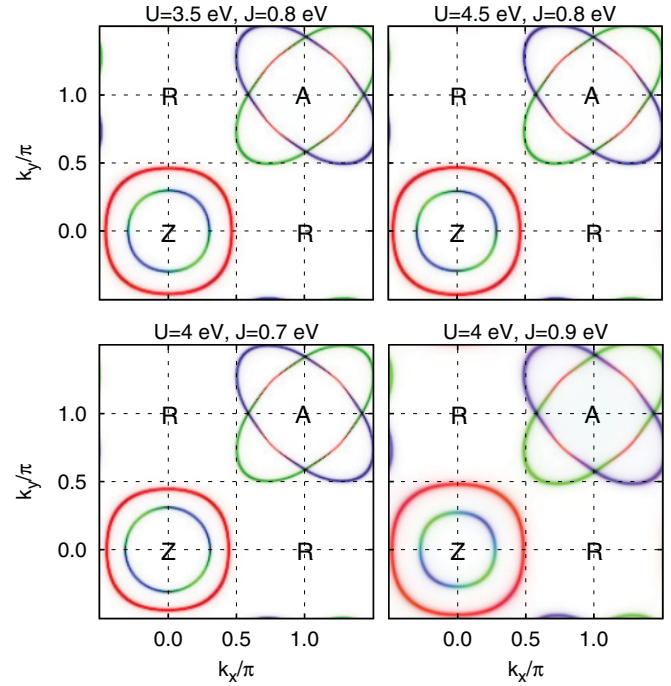 U=3.5 eV, J=0.8 eV
U=4.5 eV, J=0.8 eV
k_y/π
1.0
0.5
0.0
R
A
Z
R
R
A
Z
R
U=4 eV, J=0.7 eV
U=4 eV, J=0.9 eV
k_y/π
1.0
0.5
0.0
R
A
Z
R
R
A
Z
R
0.0 0.5 1.0
0.0 0.5 1.0
k_x/π
k_x/π